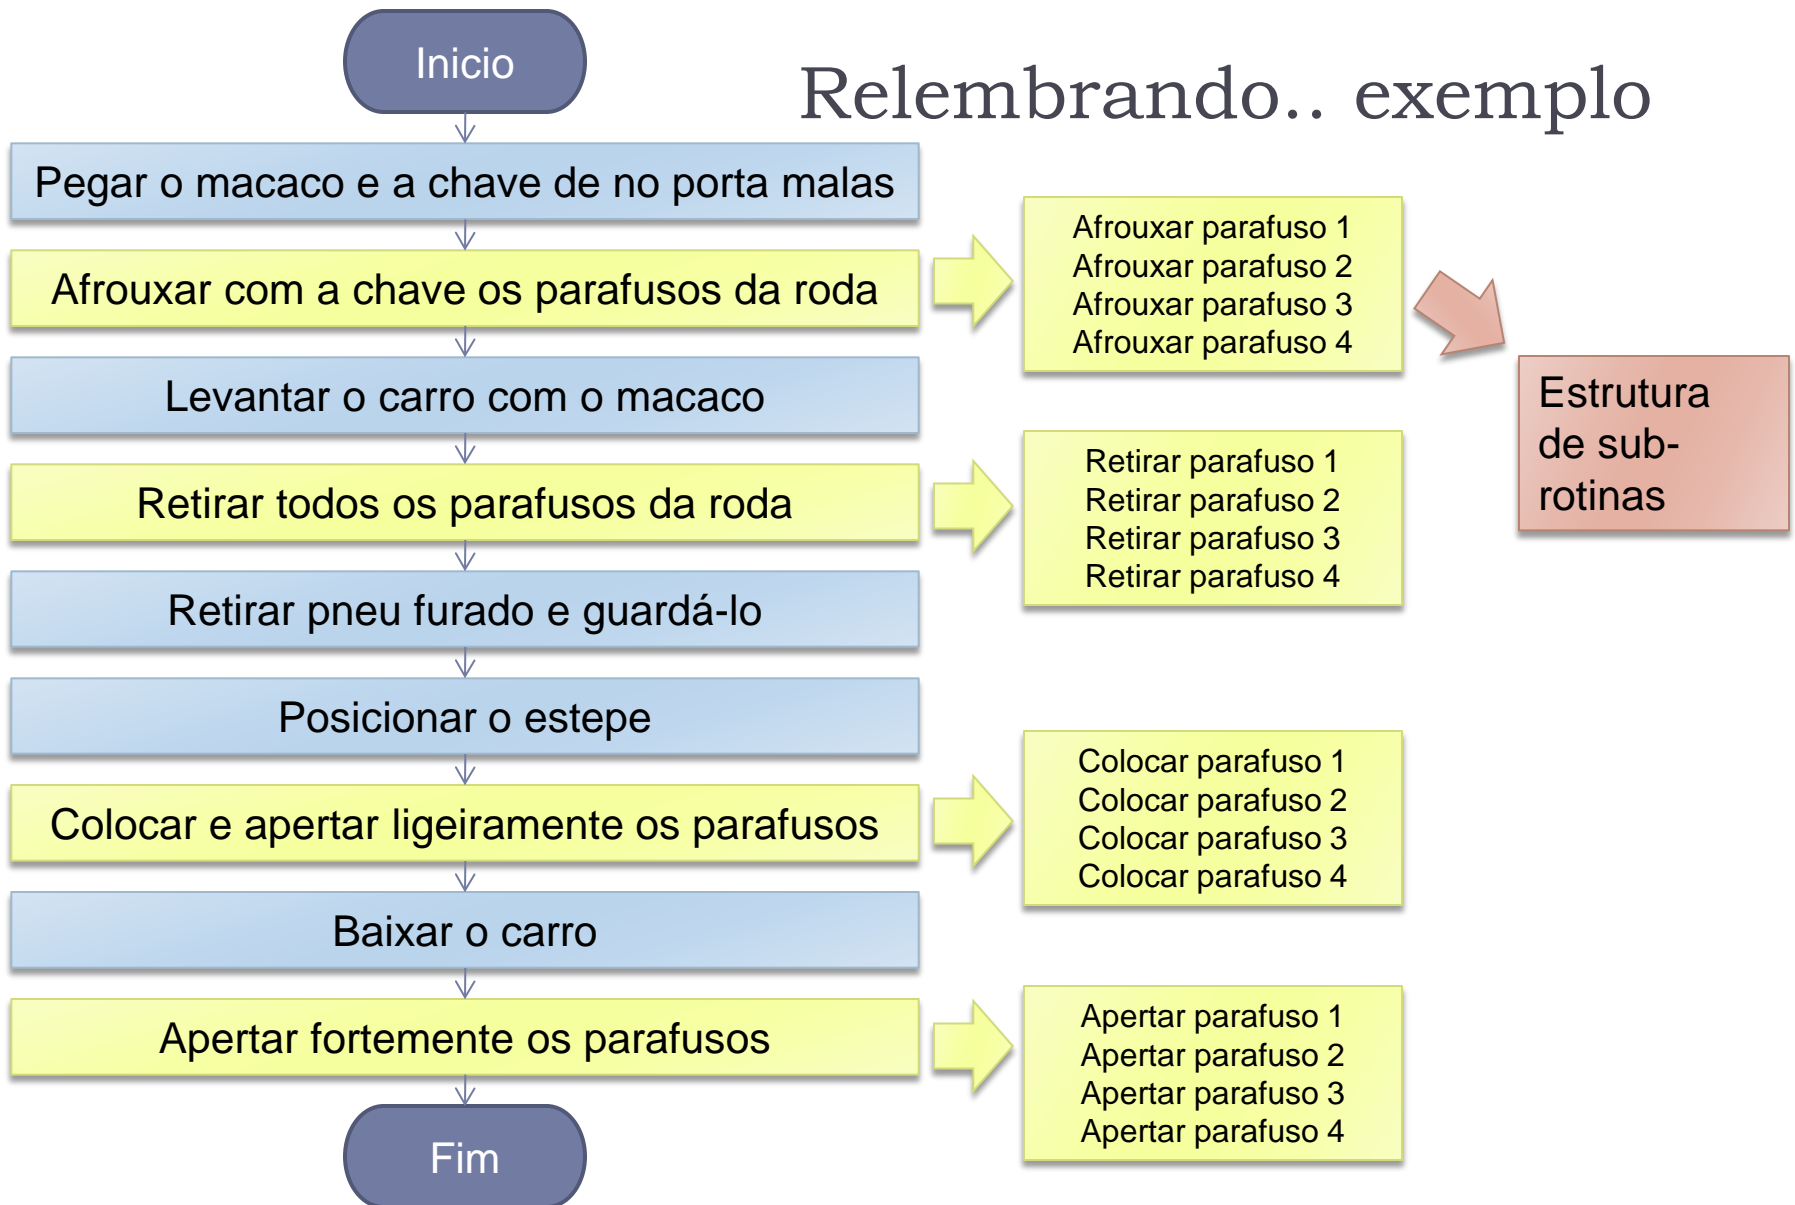 Inicio
Relembrando.. exemplo
Pegar o macaco e a chave de no porta malas
Afrouxar com a chave os parafusos da roda
Afrouxar parafuso 1
Afrouxar parafuso 2
Afrouxar parafuso 3
Afrouxar parafuso 4
Estrutura
de sub-
rotinas
Levantar o carro com o macaco
Retirar todos os parafusos da roda
Retirar parafuso 1
Retirar parafuso 2
Retirar parafuso 3
Retirar parafuso 4
Retirar pneu furado e guardá-lo
Posicionar o estepe
Colocar e apertar ligeiramente os parafusos
Colocar parafuso 1
Colocar parafuso 2
Colocar parafuso 3
Colocar parafuso 4
Baixar o carro
Apertar fortemente os parafusos
Apertar parafuso 1
Apertar parafuso 2
Apertar parafuso 3
Apertar parafuso 4
Fim